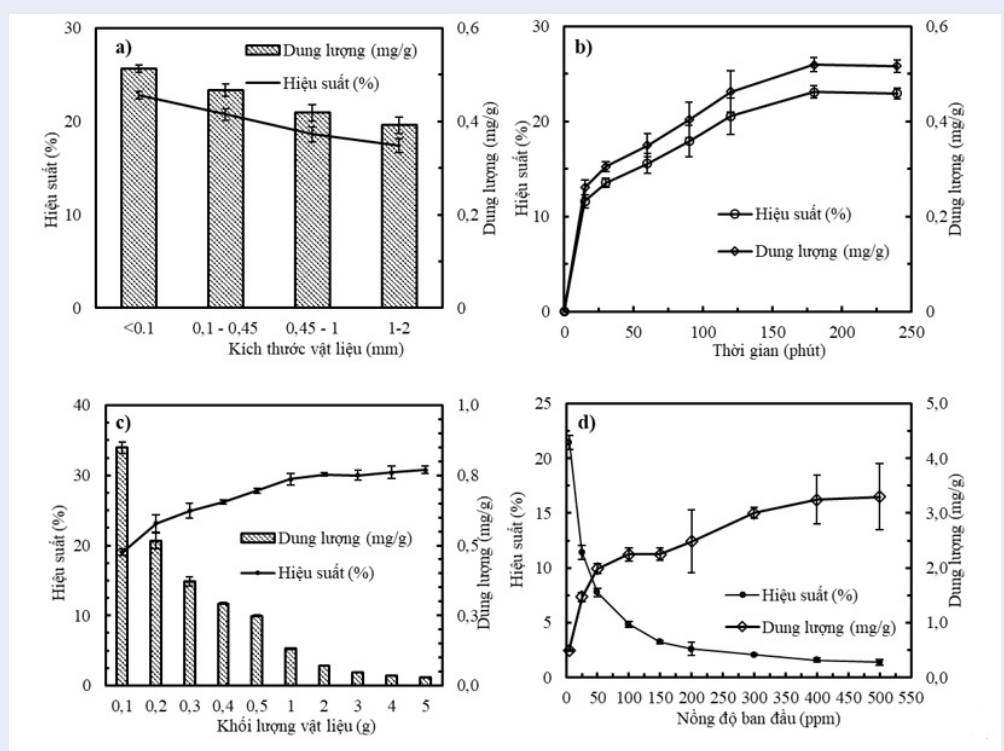 a)
Dung lượng (mg/g)
Hiệu suất (%)
30
20
10
0
Hiệu suất (%)
0,6
0,4
0,2
0
Dung lượng (mg/g)
<0.1 0,1 - 0,45 0,45 - 1 1-2
Kích thước vật liệu (mm)
b)
Hiệu suất (%)
Dung lượng (mg/g)
30
20
10
0
Hiệu suất (%)
0,6
0,4
0,2
0
Dung lượng (mg/g)
0 50 100 150 200 250
Thời gian (phút)
c)
Dung lượng (mg/g)
Hiệu suất (%)
40
30
20
10
0
Hiệu suất (%)
1,0
0,8
0,5
0,3
0,0
Dung lượng (mg/g)
0,1 0,2 0,3 0,4 0,5 1 2 3 4 5
Khối lượng vật liệu (g)
d)
Hiệu suất (%)
Dung lượng (mg/g)
25
20
15
10
5
0
Hiệu suất (%)
5,0
4,0
3,0
2,0
1,0
0,0
Dung lượng (mg/g)
0 50 100 150 200 250 300 350 400 450 500 550
Nồng độ ban đầu (ppm)